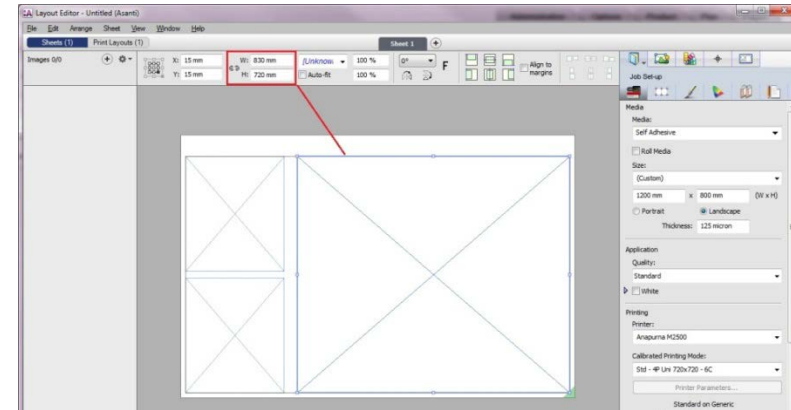 LA Layout Editor - Untitled (Asanti)
File Edit Arrange Sheet View Window Help
Sheets (1) Print Layouts (1)
Sheet 1
Images 0/0
X: 15 mm
Y: 15 mm
W: 830 mm
H: 720 mm
[Unknow
Auto-fit
100 %
100 %
0°
F
Align to
margins
Job Set-up
Media
Media:
Self Adhesive
Roll Media
Size:
(Custom)
1200 mm x 800 mm (W x H)
Portrait Landscape
Thickness: 125 micron
Application
Quality:
Standard
White
Printing
Printer:
Anapurna M2500
Calibrated Printing Mode:
Std - 4P Uni 720x720 - 6C
Printer Parameters...
Standard on Generic